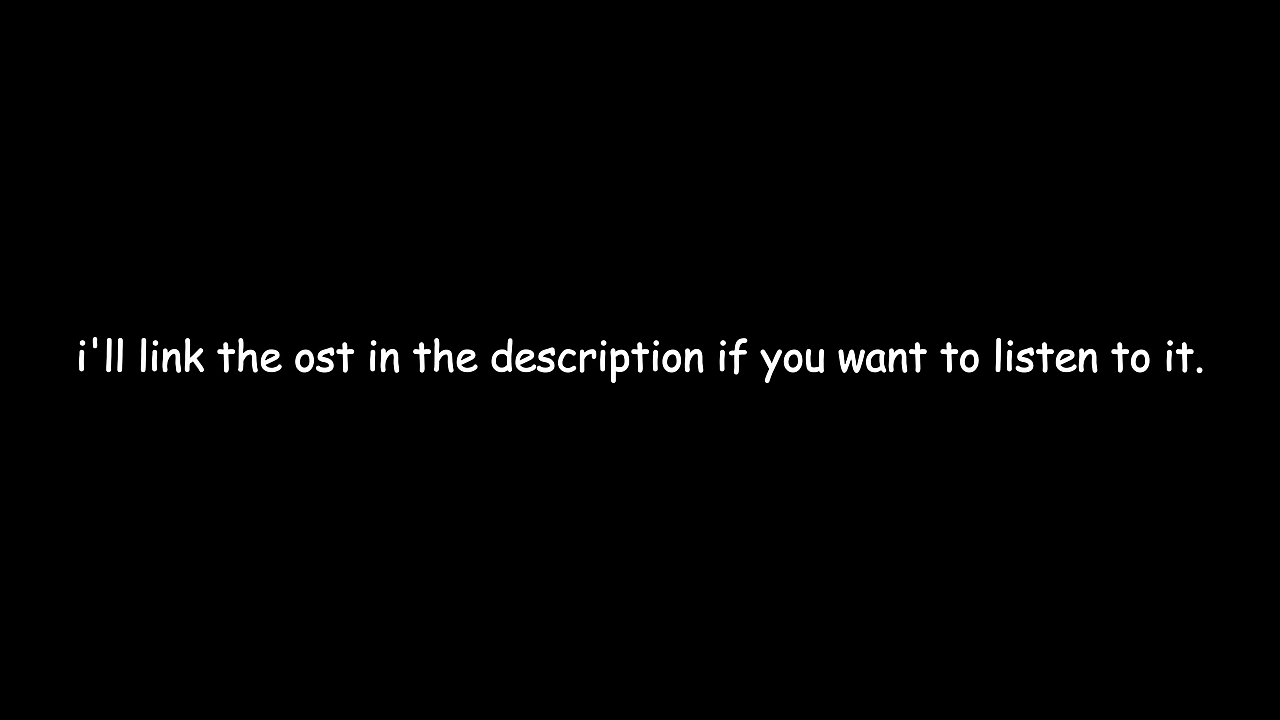 i'll link the ost in the description if you want to listen to it.